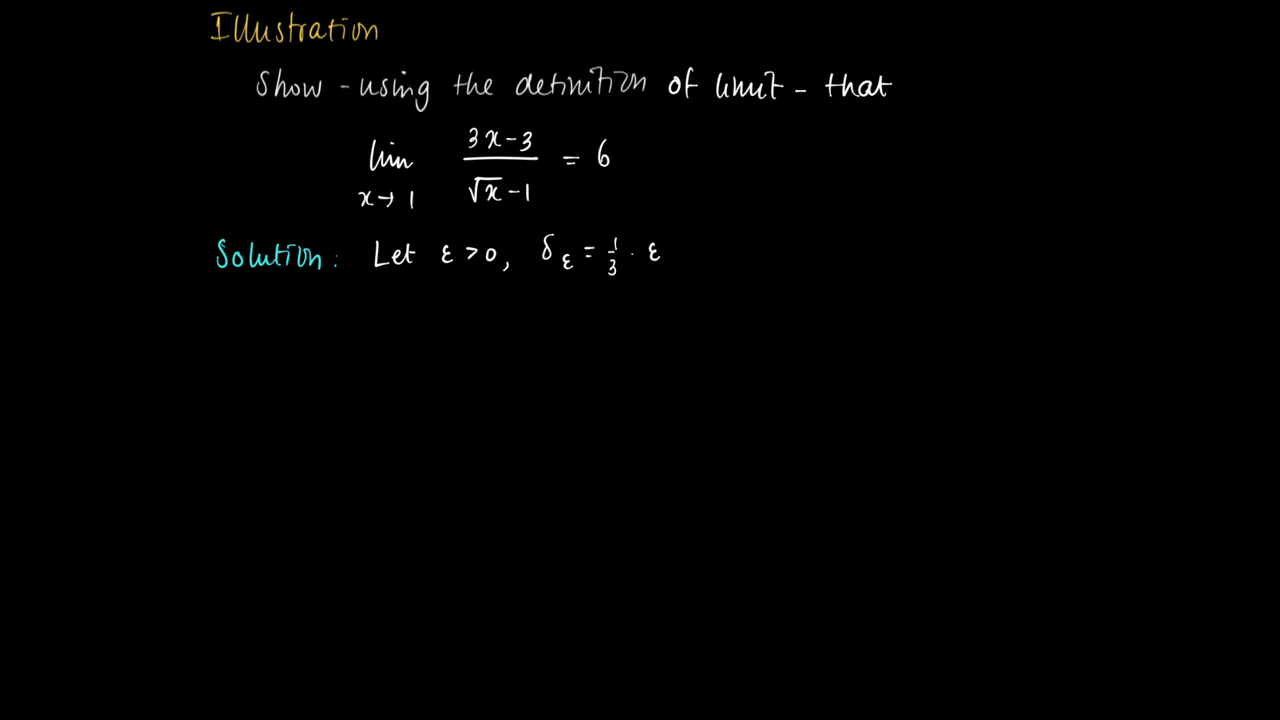 Illustration
Show - using the definition of limit - that
lim x→1 (3x-3)/(√x-1) = 6
Solution: Let ε > 0, δ_ε = 1/3 · ε